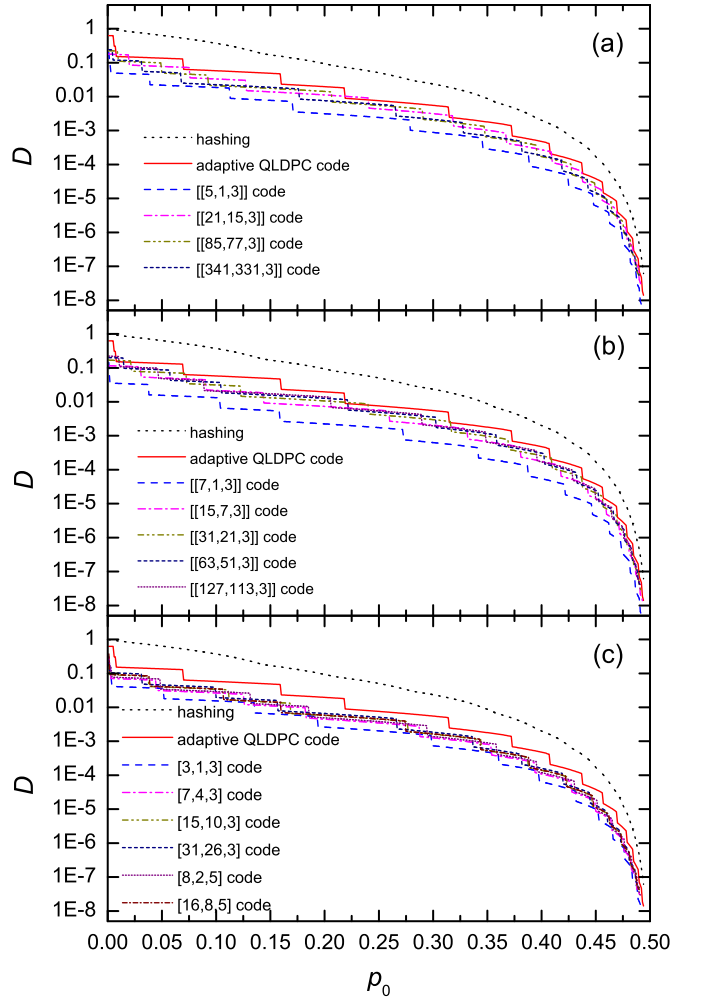 (a)
1
0.1
0.01
1E-3
1E-4
1E-5
1E-6
1E-7
1E-8
D
hashing
adaptive QLDPC code
[[5,1,3]] code
[[21,15,3]] code
[[85,77,3]] code
[[341,331,3]] code
(b)
1
0.1
0.01
1E-3
1E-4
1E-5
1E-6
1E-7
1E-8
D
hashing
adaptive QLDPC code
[[7,1,3]] code
[[15,7,3]] code
[[31,21,3]] code
[[63,51,3]] code
[[127,113,3]] code
(c)
1
0.1
0.01
1E-3
1E-4
1E-5
1E-6
1E-7
1E-8
D
hashing
adaptive QLDPC code
[3,1,3] code
[7,4,3] code
[15,10,3] code
[31,26,3] code
[8,2,5] code
[16,8,5] code
0.00 0.05 0.10 0.15 0.20 0.25 0.30 0.35 0.40 0.45 0.50
p0